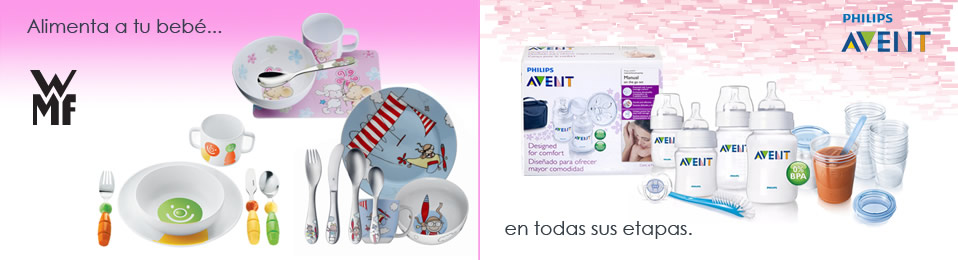 Alimenta a tu bebé...
WMF
PHILIPS
AVENT
PHILIPS
AVENT
Manual
Designed
for comfort
Diseñado para ofrecer
mayor comodidad
AVENT
AVENT
AVENT
0%
BPA
en todas sus etapas.